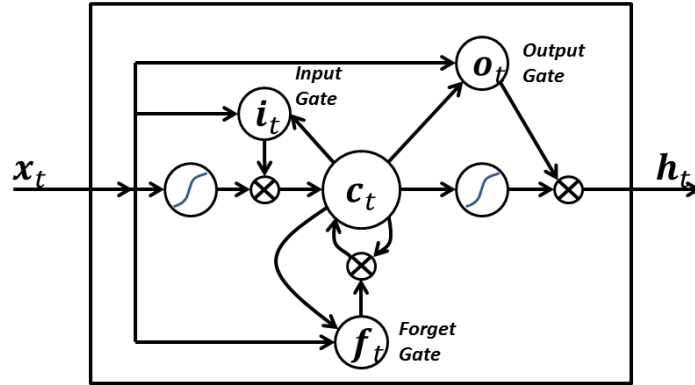 Input
Gate
Output
Gate
i_t
o_t
x_t
c_t
h_t
f_t
Forget
Gate